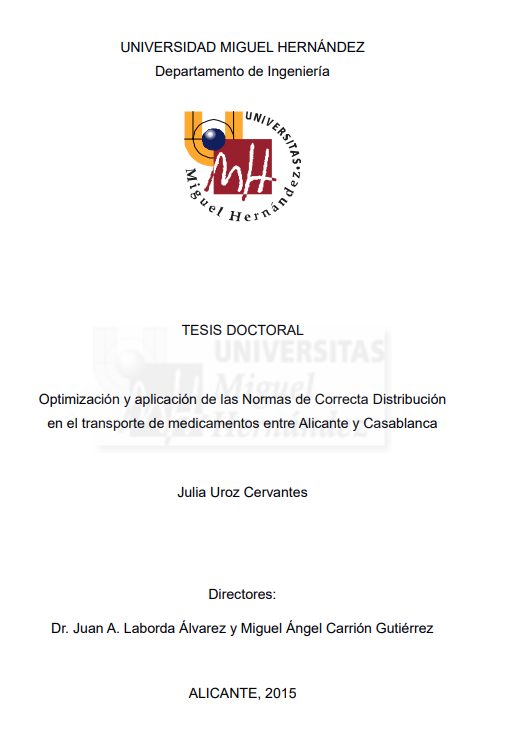 UNIVERSIDAD MIGUEL HERNÁNDEZ
Departamento de Ingeniería
UNIVERSITAS
MH
Miguel Hernández
TESIS DOCTORAL
UNIVERSITAS
Miguel
Hernández
Optimización y aplicación de las Normas de Correcta Distribución
en el transporte de medicamentos entre Alicante y Casablanca
Julia Uroz Cervantes
Directores:
Dr. Juan A. Laborda Álvarez y Miguel Ángel Carrión Gutiérrez
ALICANTE, 2015